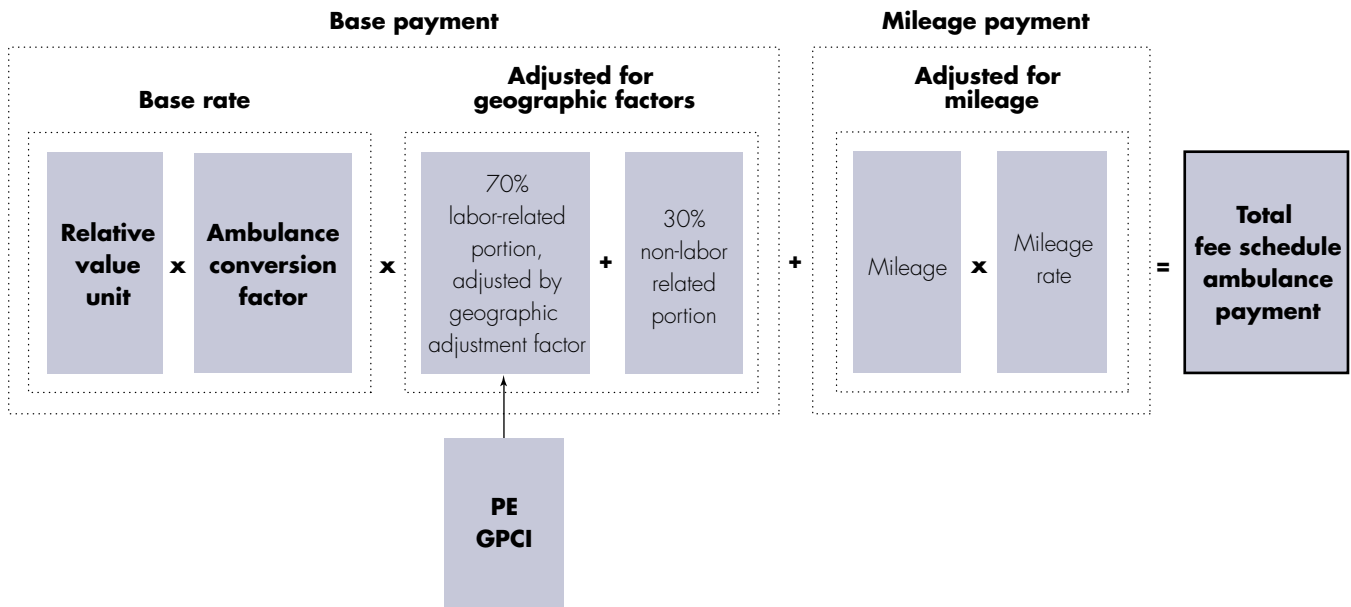 Base payment
Mileage payment
Base rate
Adjusted for
geographic factors
Adjusted for
mileage
Relative
value
unit
x
Ambulance
conversion
factor
x
70%
labor-related
portion,
adjusted by
geographic
adjustment factor
+
30%
non-labor
related
portion
+
Mileage
x
Mileage
rate
=
Total
fee schedule
ambulance
payment
PE
GPCI